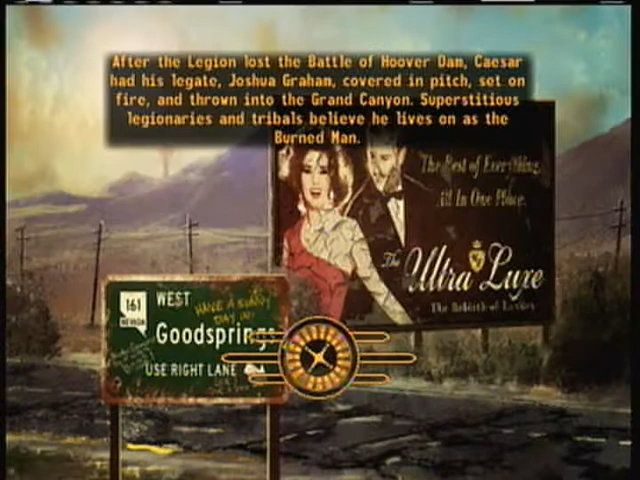 After the Legion lost the Battle of Hoover Dam, Caesar
had his legate, Joshua Graham, covered in pitch, set on
fire, and thrown into the Grand Canyon. Superstitious
legionaries and tribals believe he lives on as the
Burned Man.
The Best of Everything.
All In One Place.
The
Ultra Luxe
The Rebirth of Luxury
161
NEVADA
WEST
HAVE A SUNNY
DAY IN
Goodsprings
USE RIGHT LANE